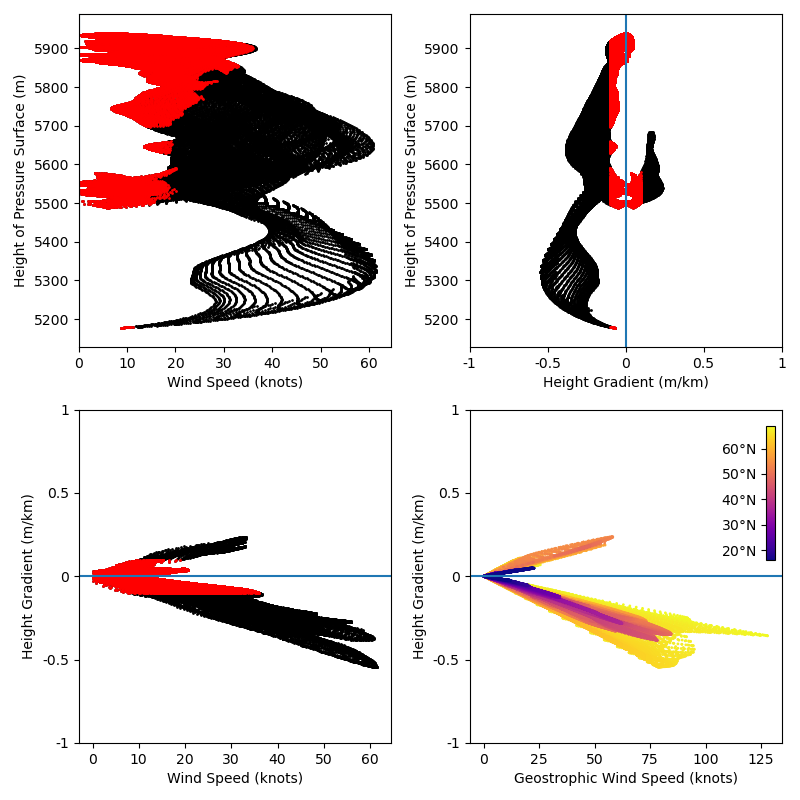 5900
5800
5700
5600
5500
5400
5300
5200
Height of Pressure Surface (m)
0 10 20 30 40 50 60
Wind Speed (knots)
5900
5800
5700
5600
5500
5400
5300
5200
Height of Pressure Surface (m)
-1 -0.5 0 0.5 1
Height Gradient (m/km)
1
0.5
0
-0.5
-1
Height Gradient (m/km)
0 10 20 30 40 50 60
Wind Speed (knots)
1
0.5
0
-0.5
-1
Height Gradient (m/km)
60°N
50°N
40°N
30°N
20°N
0 25 50 75 100 125
Geostrophic Wind Speed (knots)